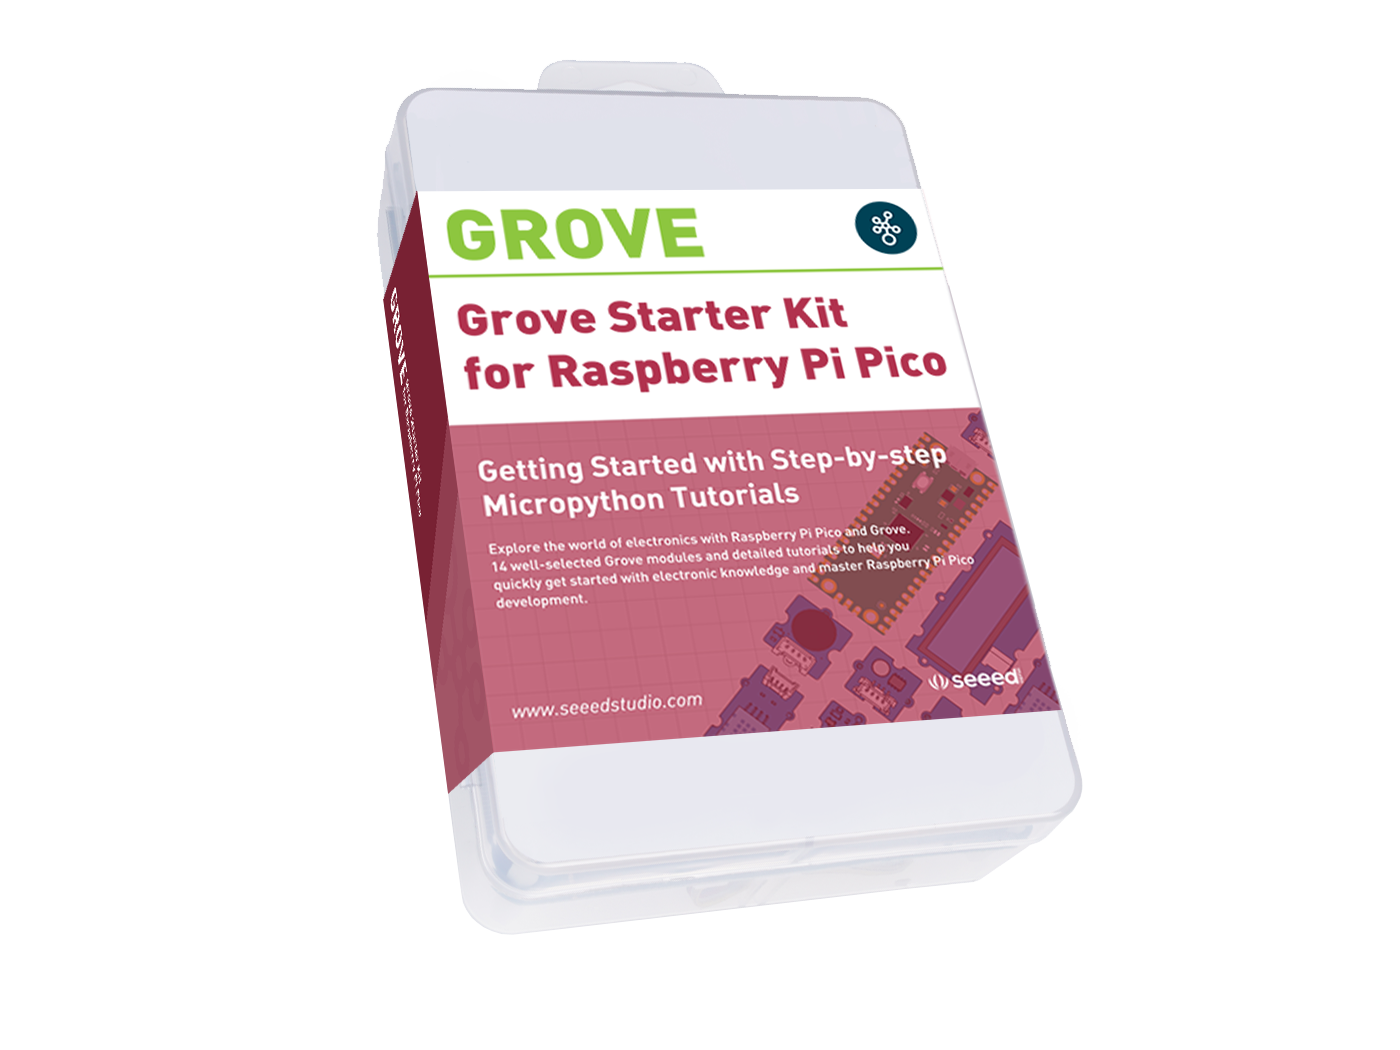 GROVE
Grove Starter Kit
for Raspberry Pi Pico
Getting Started with Step-by-step
Micropython Tutorials
Explore the world of electronics with Raspberry Pi Pico and Grove.
14 well-selected Grove modules and detailed tutorials to help you
quickly get started with electronic knowledge and master Raspberry Pi Pico
development.
www.seeedstudio.com
seeed
GROVE